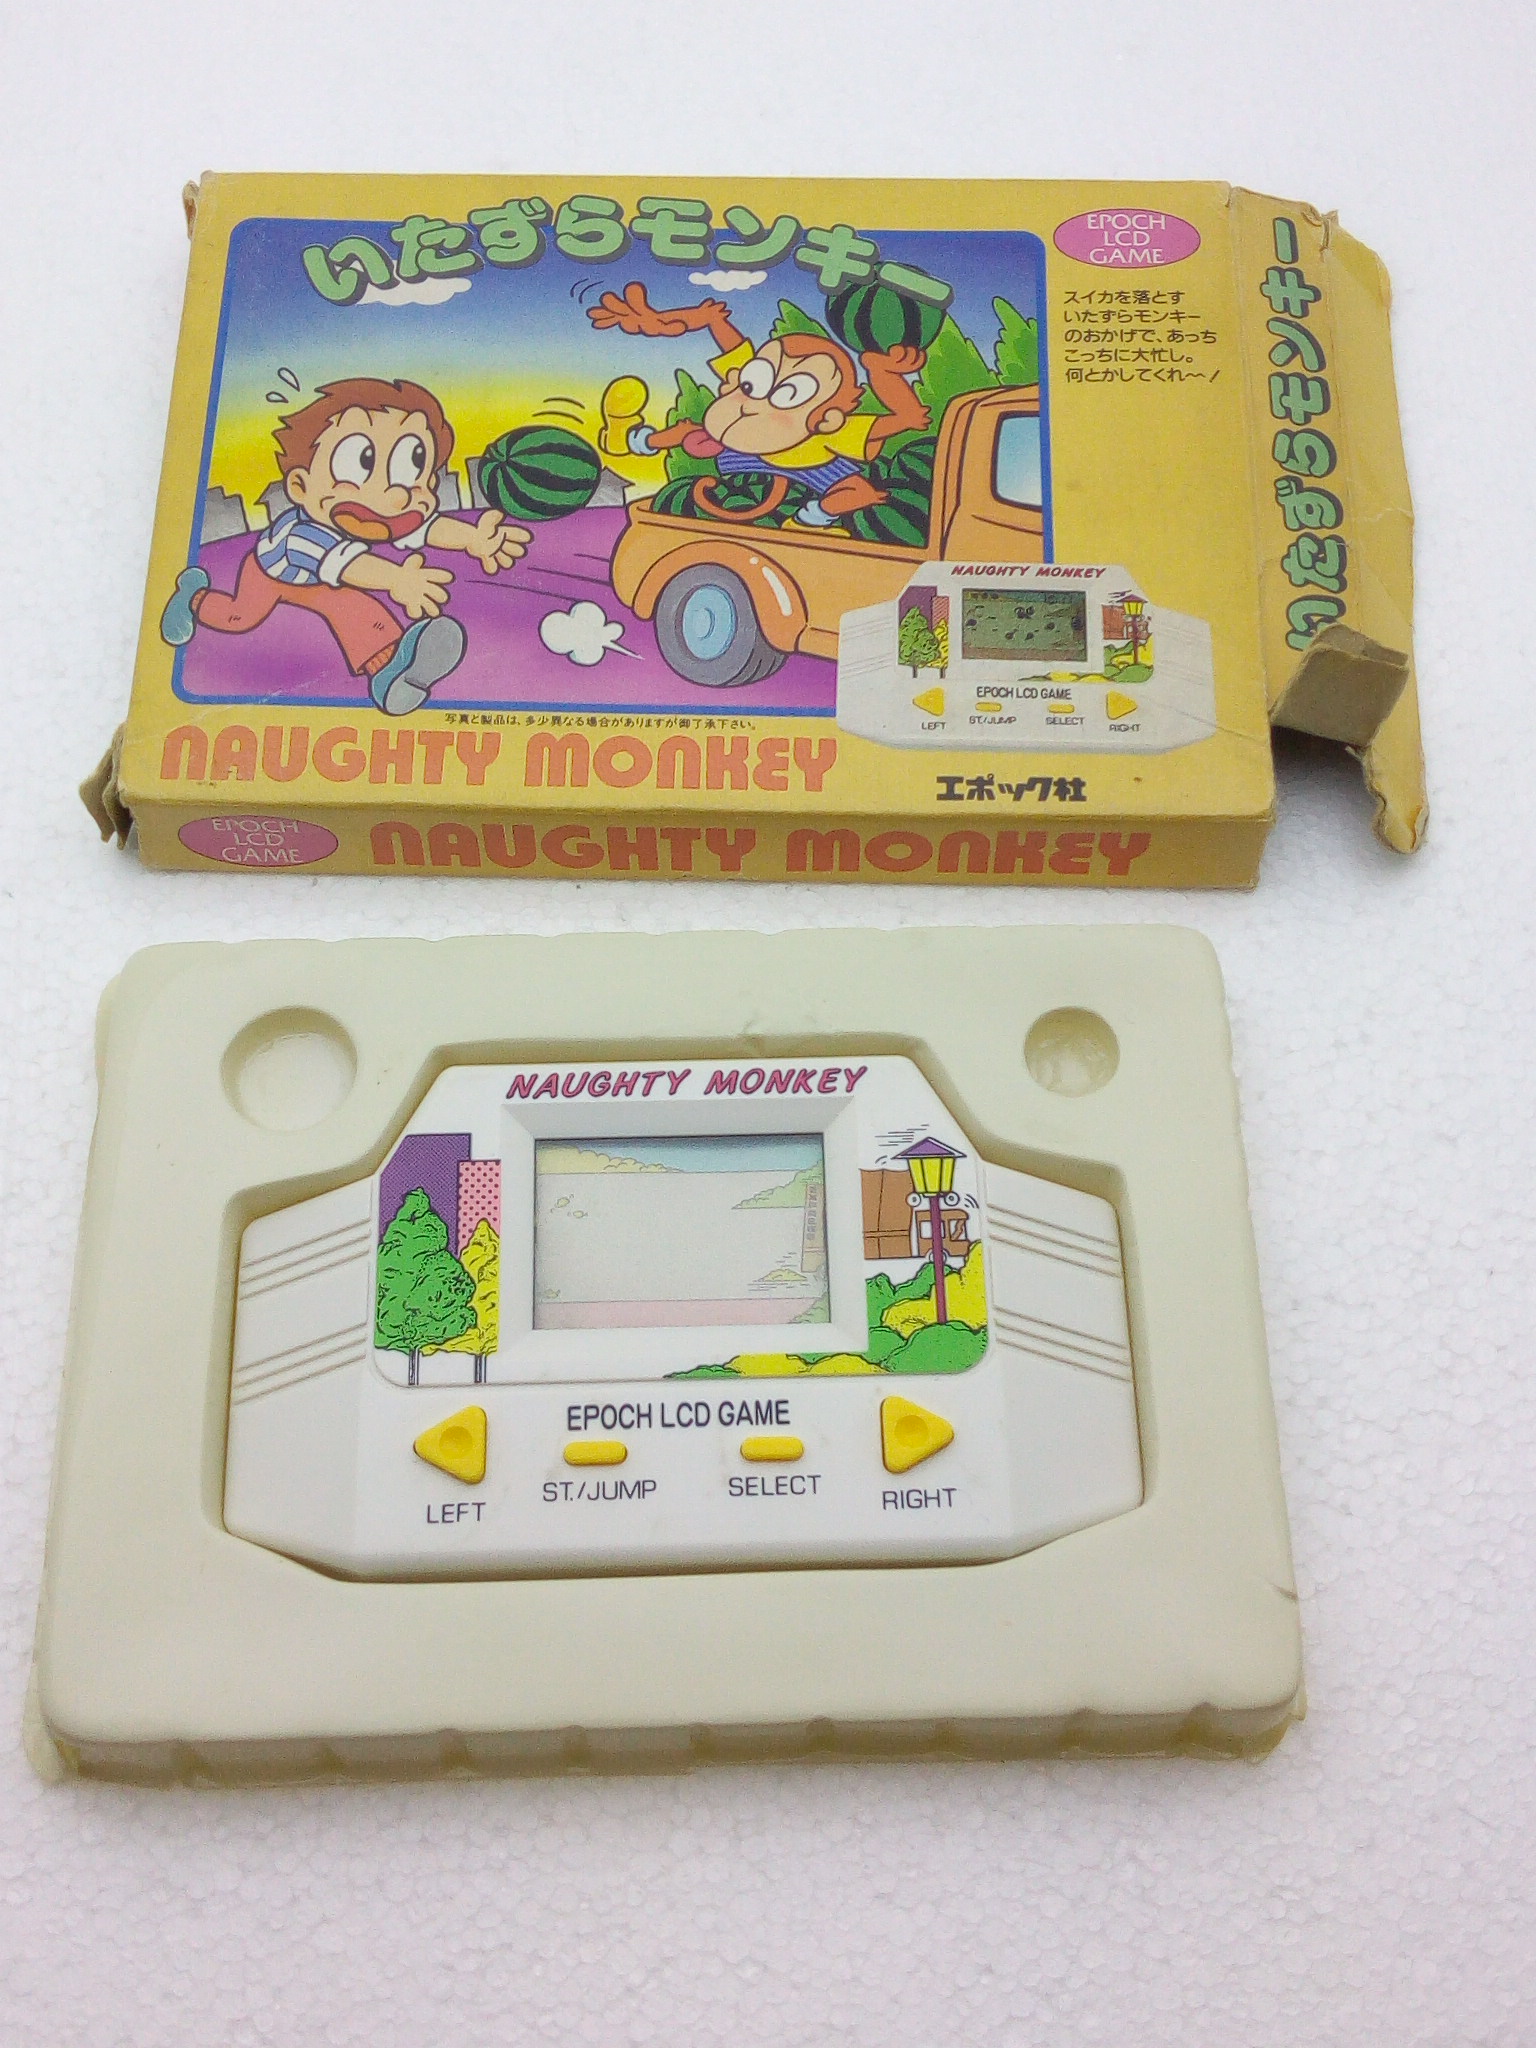 いたずらモンキー
EPOCH
LCD
GAME
スイカを落とす
いたずらモンキー
のおかげで、あっち
こっちに大忙し。
何とかしてくれ〜!
いたずらモンキー
NAUGHTY MONKEY
EPOCH LCD GAME
LEFT
ST./JUMP
SELECT
RIGHT
写真と製品は、多少異なる場合がありますが御了承下さい。
NAUGHTY MONKEY
エポック社
EPOCH
LCD
GAME
NAUGHTY MONKEY
NAUGHTY MONKEY
EPOCH LCD GAME
LEFT
ST./JUMP
SELECT
RIGHT